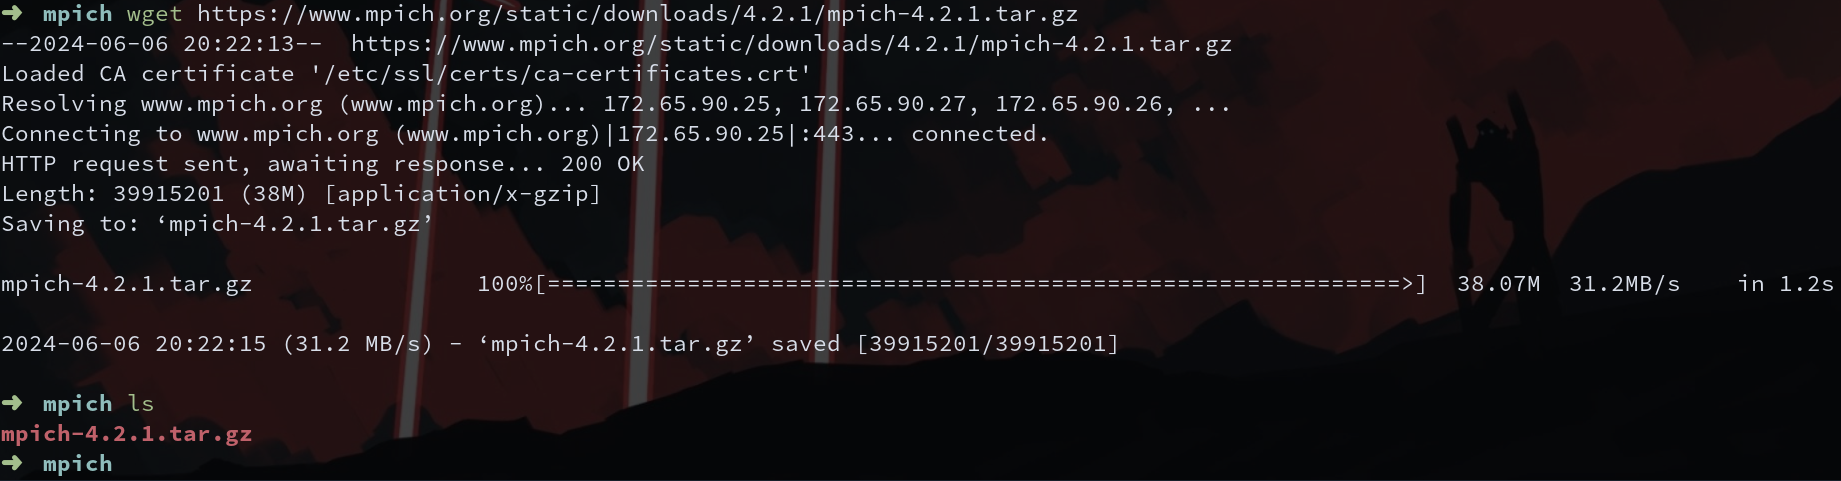 ➜ mpich wget https://www.mpich.org/static/downloads/4.2.1/mpich-4.2.1.tar.gz
--2024-06-06 20:22:13--  https://www.mpich.org/static/downloads/4.2.1/mpich-4.2.1.tar.gz
Loaded CA certificate '/etc/ssl/certs/ca-certificates.crt'
Resolving www.mpich.org (www.mpich.org)... 172.65.90.25, 172.65.90.27, 172.65.90.26, ...
Connecting to www.mpich.org (www.mpich.org)|172.65.90.25|:443... connected.
HTTP request sent, awaiting response... 200 OK
Length: 39915201 (38M) [application/x-gzip]
Saving to: ‘mpich-4.2.1.tar.gz’
mpich-4.2.1.tar.gz 100%[=============================================================>] 38.07M 31.2MB/s in 1.2s
2024-06-06 20:22:15 (31.2 MB/s) - ‘mpich-4.2.1.tar.gz’ saved [39915201/39915201]
➜ mpich ls
mpich-4.2.1.tar.gz
➜ mpich